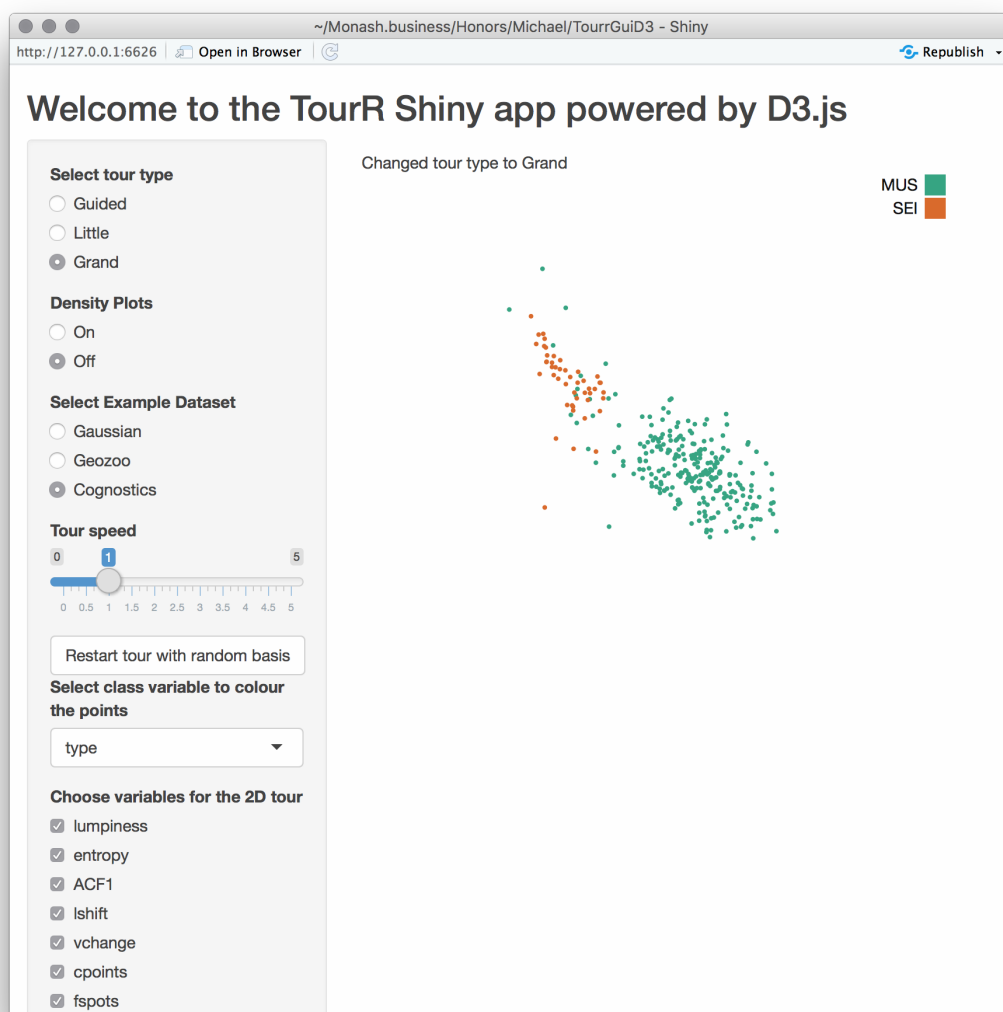 ~/Monash.business/Honors/Michael/TourrGuiD3 - Shiny
http://127.0.0.1:6626 Open in Browser Republish
Welcome to the TourR Shiny app powered by D3.js
Select tour type
Guided
Little
Grand
Density Plots
On
Off
Select Example Dataset
Gaussian
Geozoo
Cognostics
Tour speed
0 1 5
0 0.5 1 1.5 2 2.5 3 3.5 4 4.5 5
Restart tour with random basis
Select class variable to colour
the points
type
Choose variables for the 2D tour
lumpiness
entropy
ACF1
lshift
vchange
cpoints
fspots
Changed tour type to Grand
MUS
SEI